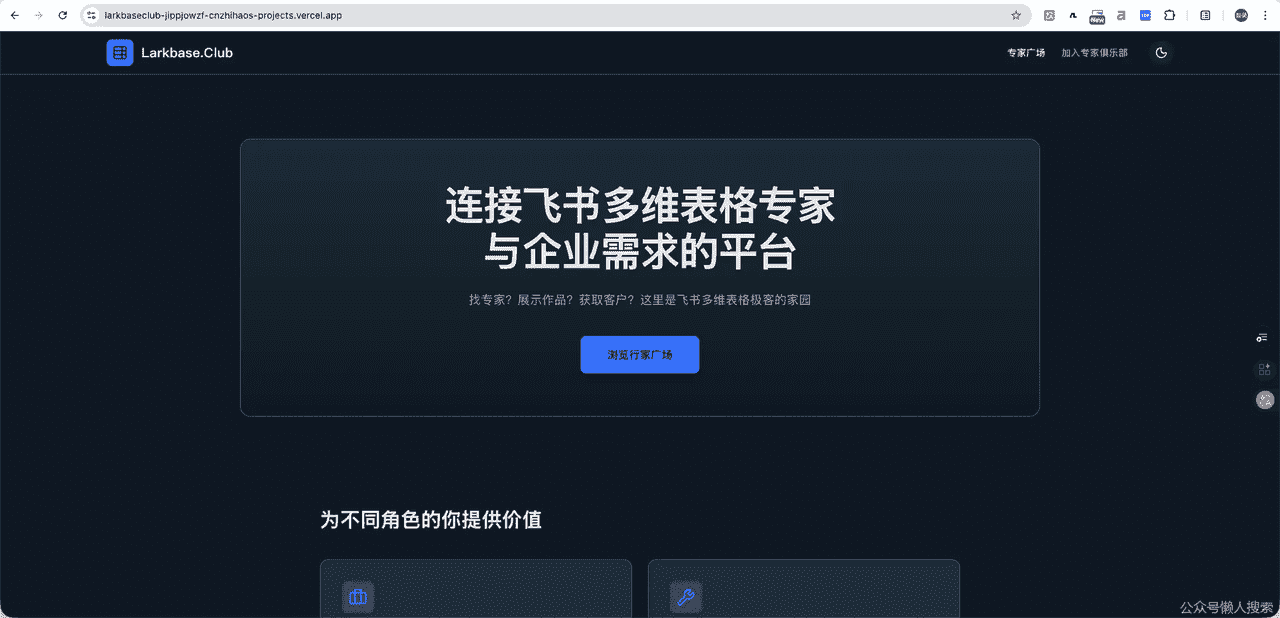 larkbaseclub-jippjowzf-cnzhihaos-projects.vercel.app
New
Larkbase.Club
专家广场
加入专家俱乐部
连接飞书多维表格专家
与企业需求的平台
找专家？展示作品？获取客户？这里是飞书多维表格极客的家园
浏览行家广场
为不同角色的你提供价值
公众号懒人搜索